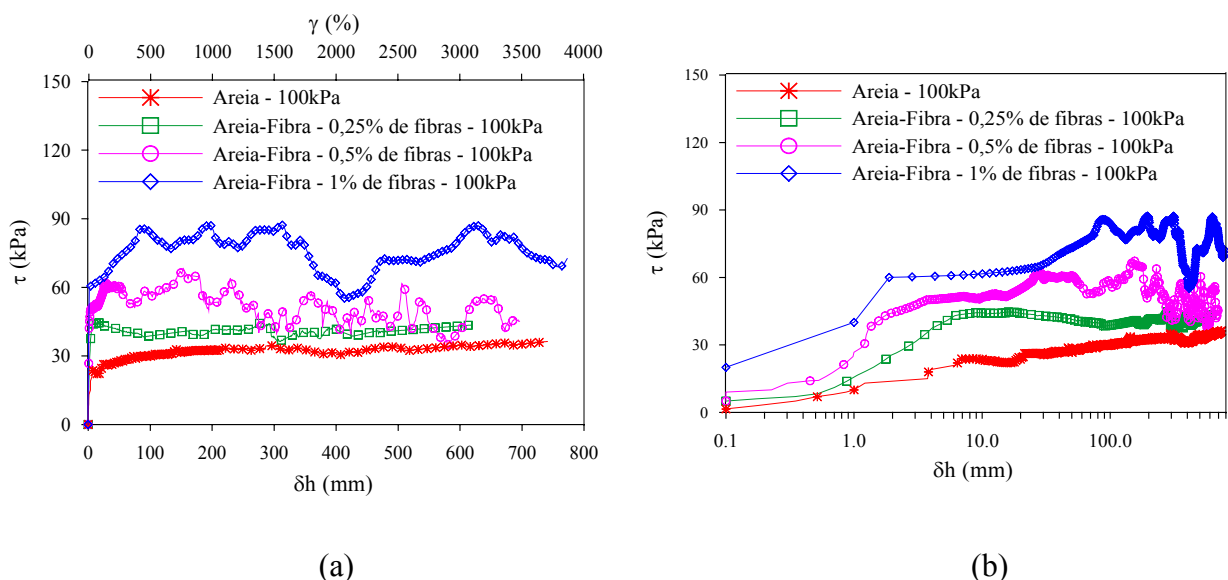 γ (%)
0 500 1000 1500 2000 2500 3000 3500 4000
150
120
90
60
30
0
τ (kPa)
Areia - 100kPa
Areia-Fibra - 0,25% de fibras - 100kPa
Areia-Fibra - 0,5% de fibras - 100kPa
Areia-Fibra - 1% de fibras - 100kPa
0 100 200 300 400 500 600 700 800
δh (mm)
(a)
150
120
90
60
30
0
τ (kPa)
Areia - 100kPa
Areia-Fibra - 0,25% de fibras - 100kPa
Areia-Fibra - 0,5% de fibras - 100kPa
Areia-Fibra - 1% de fibras - 100kPa
0.1 1.0 10.0 100.0
δh (mm)
(b)